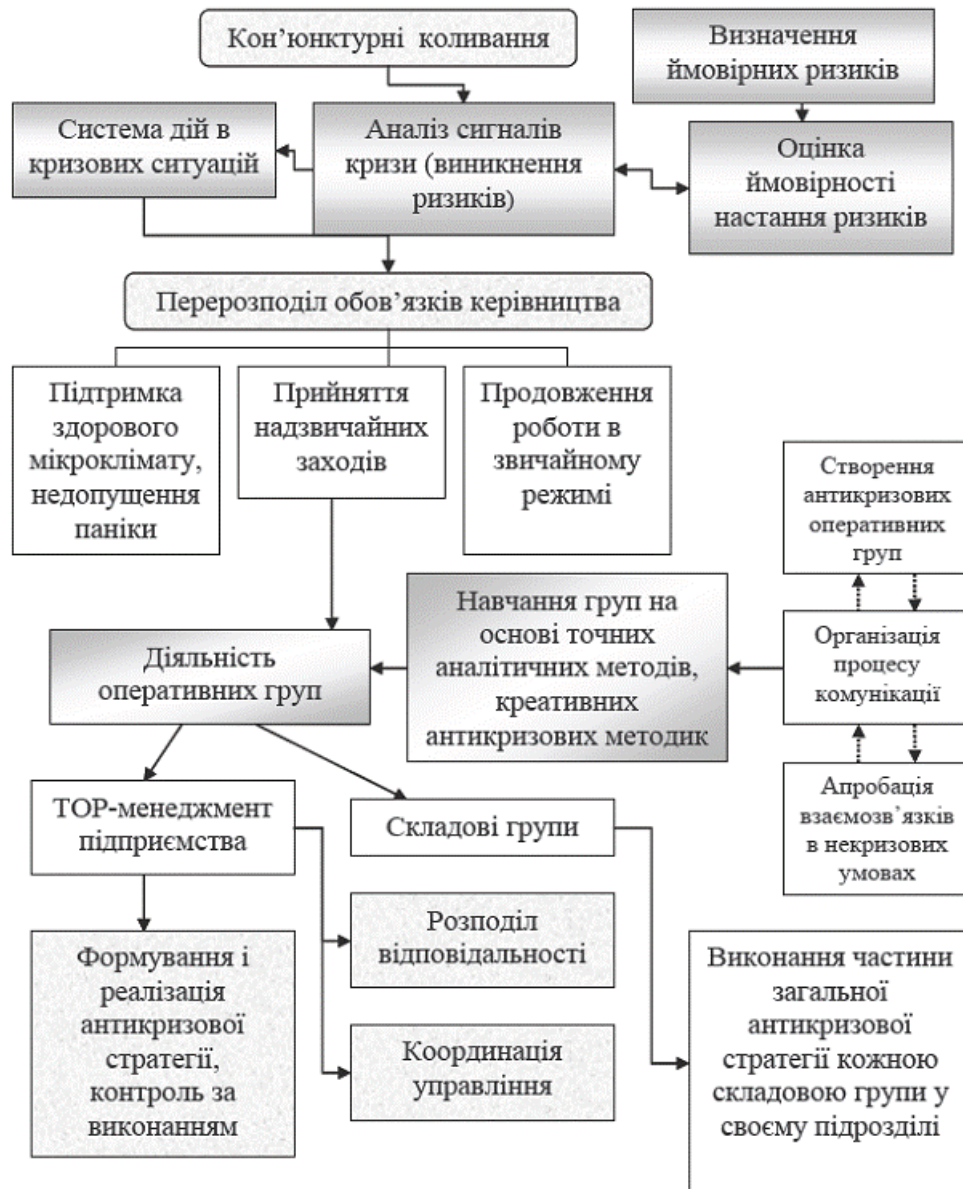 Кон’юнктурні коливання
Визначення
ймовірних ризиків
Система дій в
кризових ситуацій
Аналіз сигналів
кризи (виникнення
ризиків)
Оцінка
ймовірності
настання ризиків
Перерозподіл обов’язків керівництва
Підтримка
здорового
мікроклімату,
недопущення
паніки
Прийняття
надзвичайних
заходів
Продовження
роботи в
звичайному
режимі
Створення
антикризових
оперативних
груп
Навчання груп на
основі точних
аналітичних методів,
креативних
антикризових методик
Організація
процесу
комунікації
Діяльність
оперативних груп
Апробація
взаємозв’язків
в некризових
умовах
ТОР-менеджмент
підприємства
Складові групи
Розподіл
відповідальності
Формування і
реалізація
антикризової
стратегії,
контроль за
виконанням
Координація
управління
Виконання частини
загальної
антикризової
стратегії кожною
складовою групи у
своєму підрозділі